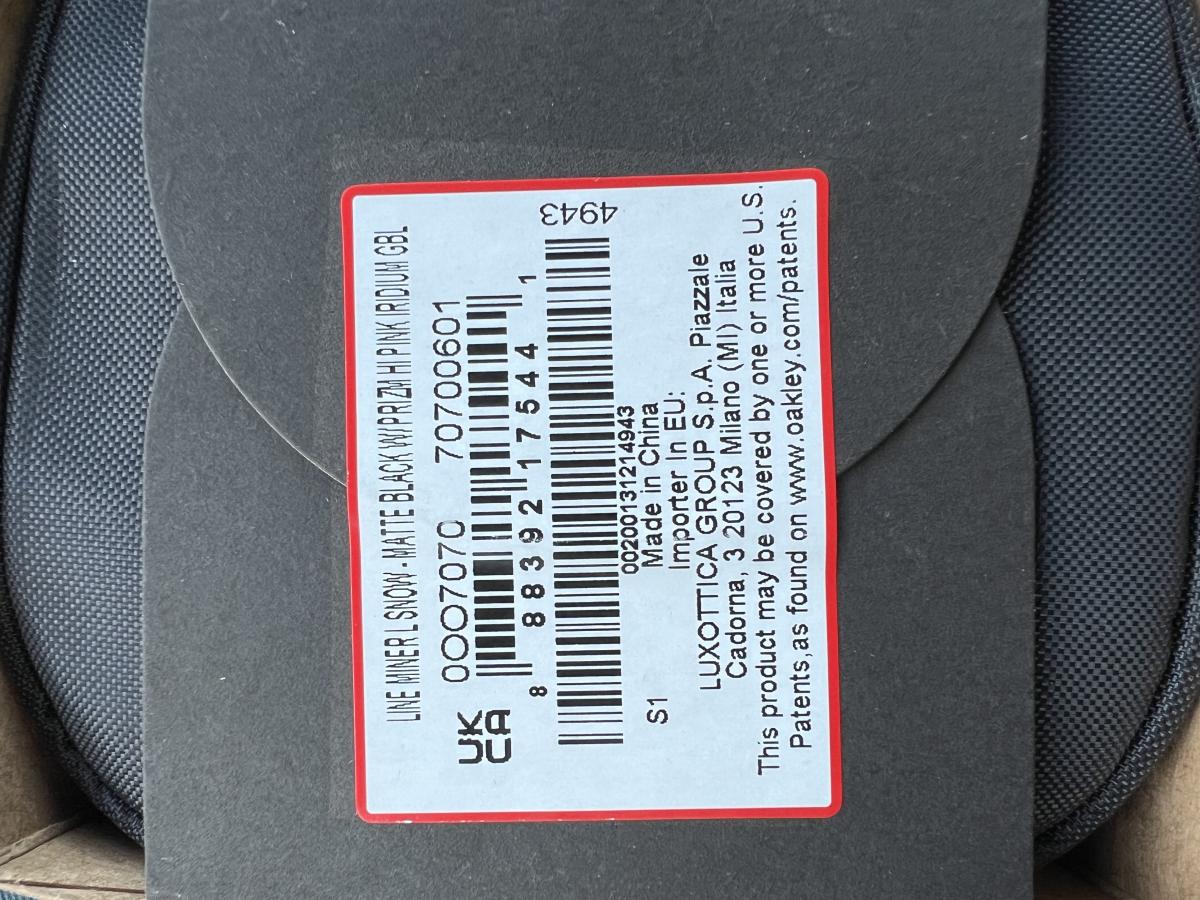 LINE MINER L SNOW - MATTE BLACK W/PRIZM HI PINK IRIDIUM GBL
UK
CA
0OO7070 70700601
8 88392 17544 1
4943
00200131214943
Made in China
S1
Importer In EU:
LUXOTTICA GROUP S.p.A. Piazzale
Cadorna, 3 20123 Milano (MI) Italia
This product may be covered by one or more U.S.
Patents,as found on www.oakley.com/patents.